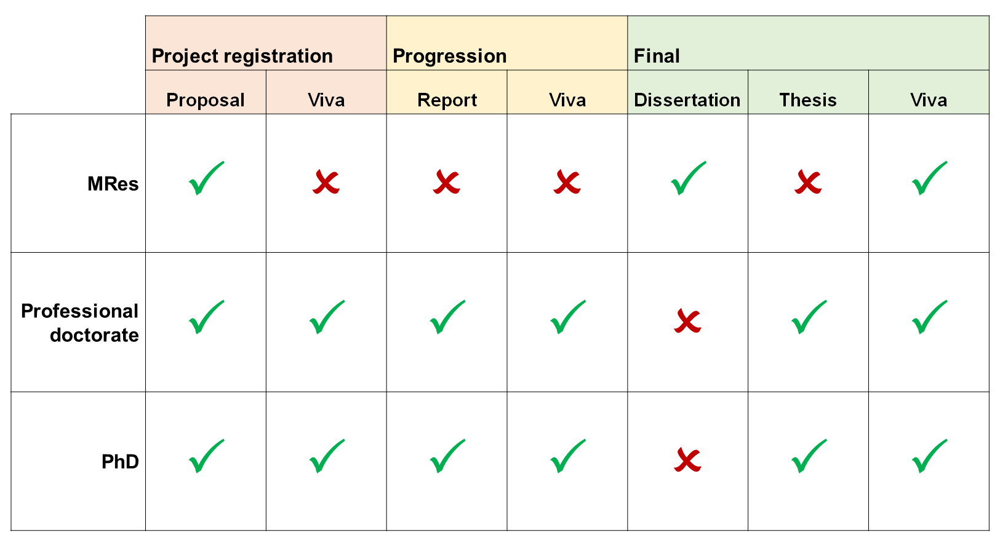 Project registration
Progression
Final
Proposal
Viva
Report
Viva
Dissertation
Thesis
Viva
MRes
Professional
doctorate
PhD